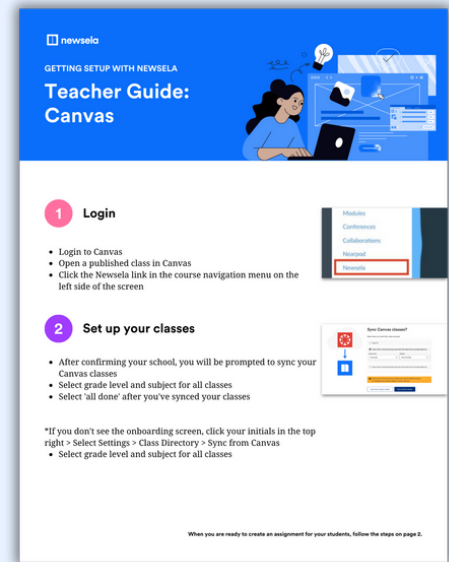 newsela
GETTING SETUP WITH NEWSELA
Teacher Guide:
Canvas
1 Login
• Login to Canvas
• Open a published class in Canvas
• Click the Newsela link in the course navigation menu on the
left side of the screen
Modules
Conferences
Collaborations
Nearpod
Newsela
2 Set up your classes
• After confirming your school, you will be prompted to sync your
Canvas classes
• Select grade level and subject for all classes
• Select 'all done' after you've synced your classes
Sync Canvas classes?
*If you don't see the onboarding screen, click your initials in the top
right > Select Settings > Class Directory > Sync from Canvas
• Select grade level and subject for all classes
When you are ready to create an assignment for your students, follow the steps on page 2.